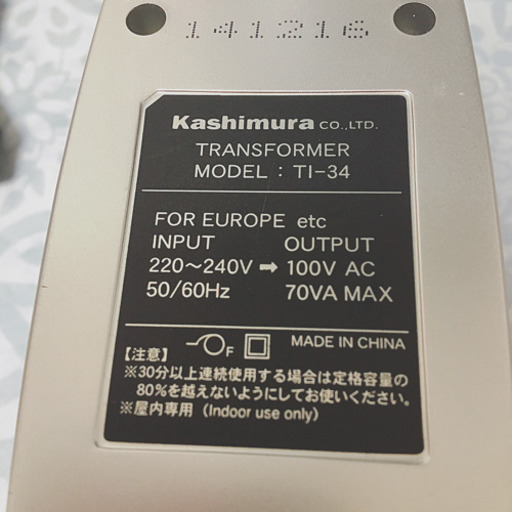 141216
Kashimura CO.,LTD.
TRANSFORMER
MODEL : TI-34
FOR EUROPE etc
INPUT OUTPUT
220～240V ➡ 100V AC
50/60Hz 70VA MAX
F MADE IN CHINA
【注意】
※30分以上連続使用する場合は定格容量の
80%を越えないようにしてお使いください。
※屋内専用 (Indoor use only)